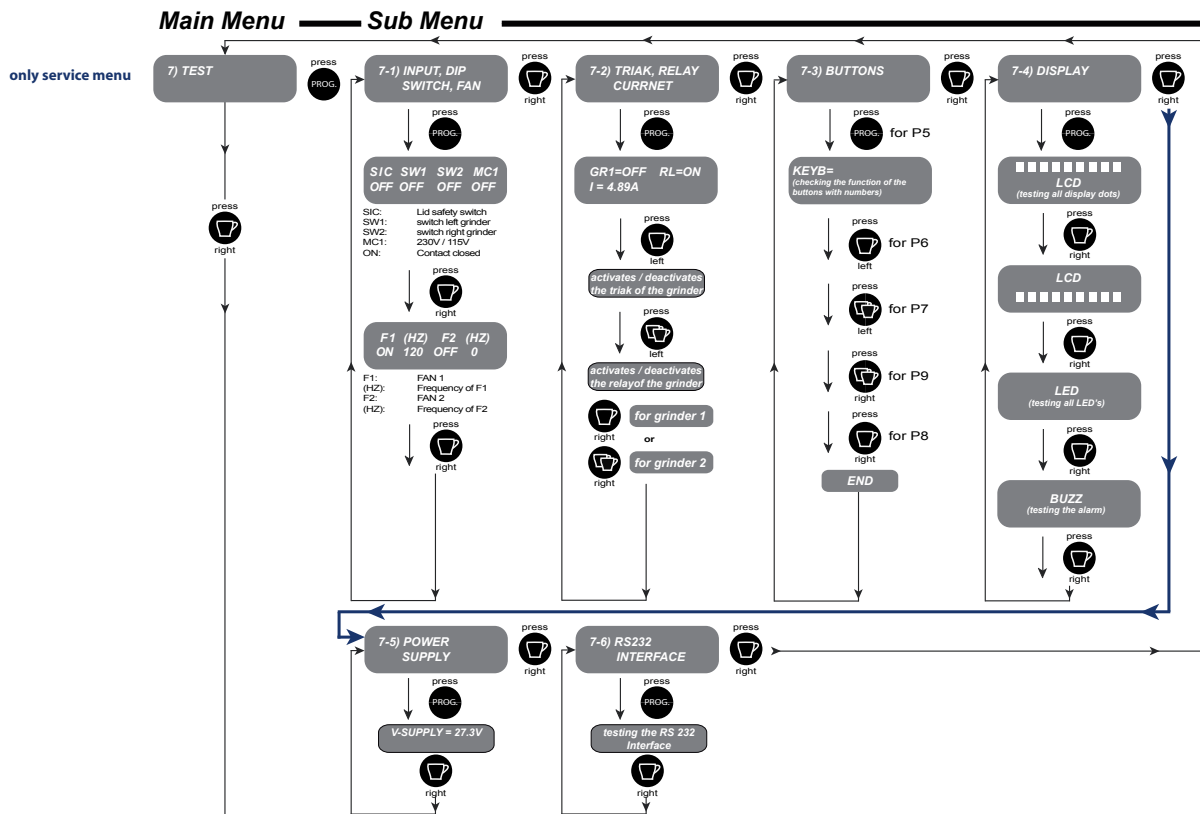 Main Menu Sub Menu
only service menu
7) TEST
press
PROG.
press
right
7-1) INPUT, DIP
SWITCH, FAN
press
right
press
PROG.
SIC SW1 SW2 MC1
OFF OFF OFF OFF
SIC: Lid safety switch
SW1: switch left grinder
SW2: switch right grinder
MC1: 230V / 115V
ON: Contact closed
press
right
F1 (HZ) F2 (HZ)
ON 120 OFF 0
F1: FAN 1
(HZ): Frequency of F1
F2: FAN 2
(HZ): Frequency of F2
press
right
7-2) TRIAK, RELAY
CURRNET
press
right
press
PROG.
GR1=OFF RL=ON
I = 4.89A
press
left
activates / deactivates
the triak of the grinder
press
left
activates / deactivates
the relayof the grinder
right
for grinder 1
or
right
for grinder 2
7-3) BUTTONS
press
right
press
PROG. for P5
KEYB=
(checking the function of the
buttons with numbers)
press
for P6
left
press
for P7
left
press
for P9
right
press
for P8
right
END
7-4) DISPLAY
press
right
press
PROG.
LCD
(testing all display dots)
press
right
LCD
press
right
LED
(testing all LED's)
press
right
BUZZ
(testing the alarm)
press
right
7-5) POWER
SUPPLY
press
right
press
PROG.
V-SUPPLY = 27.3V
press
right
7-6) RS232
INTERFACE
press
right
press
PROG.
testing the RS 232
Interface
press
right